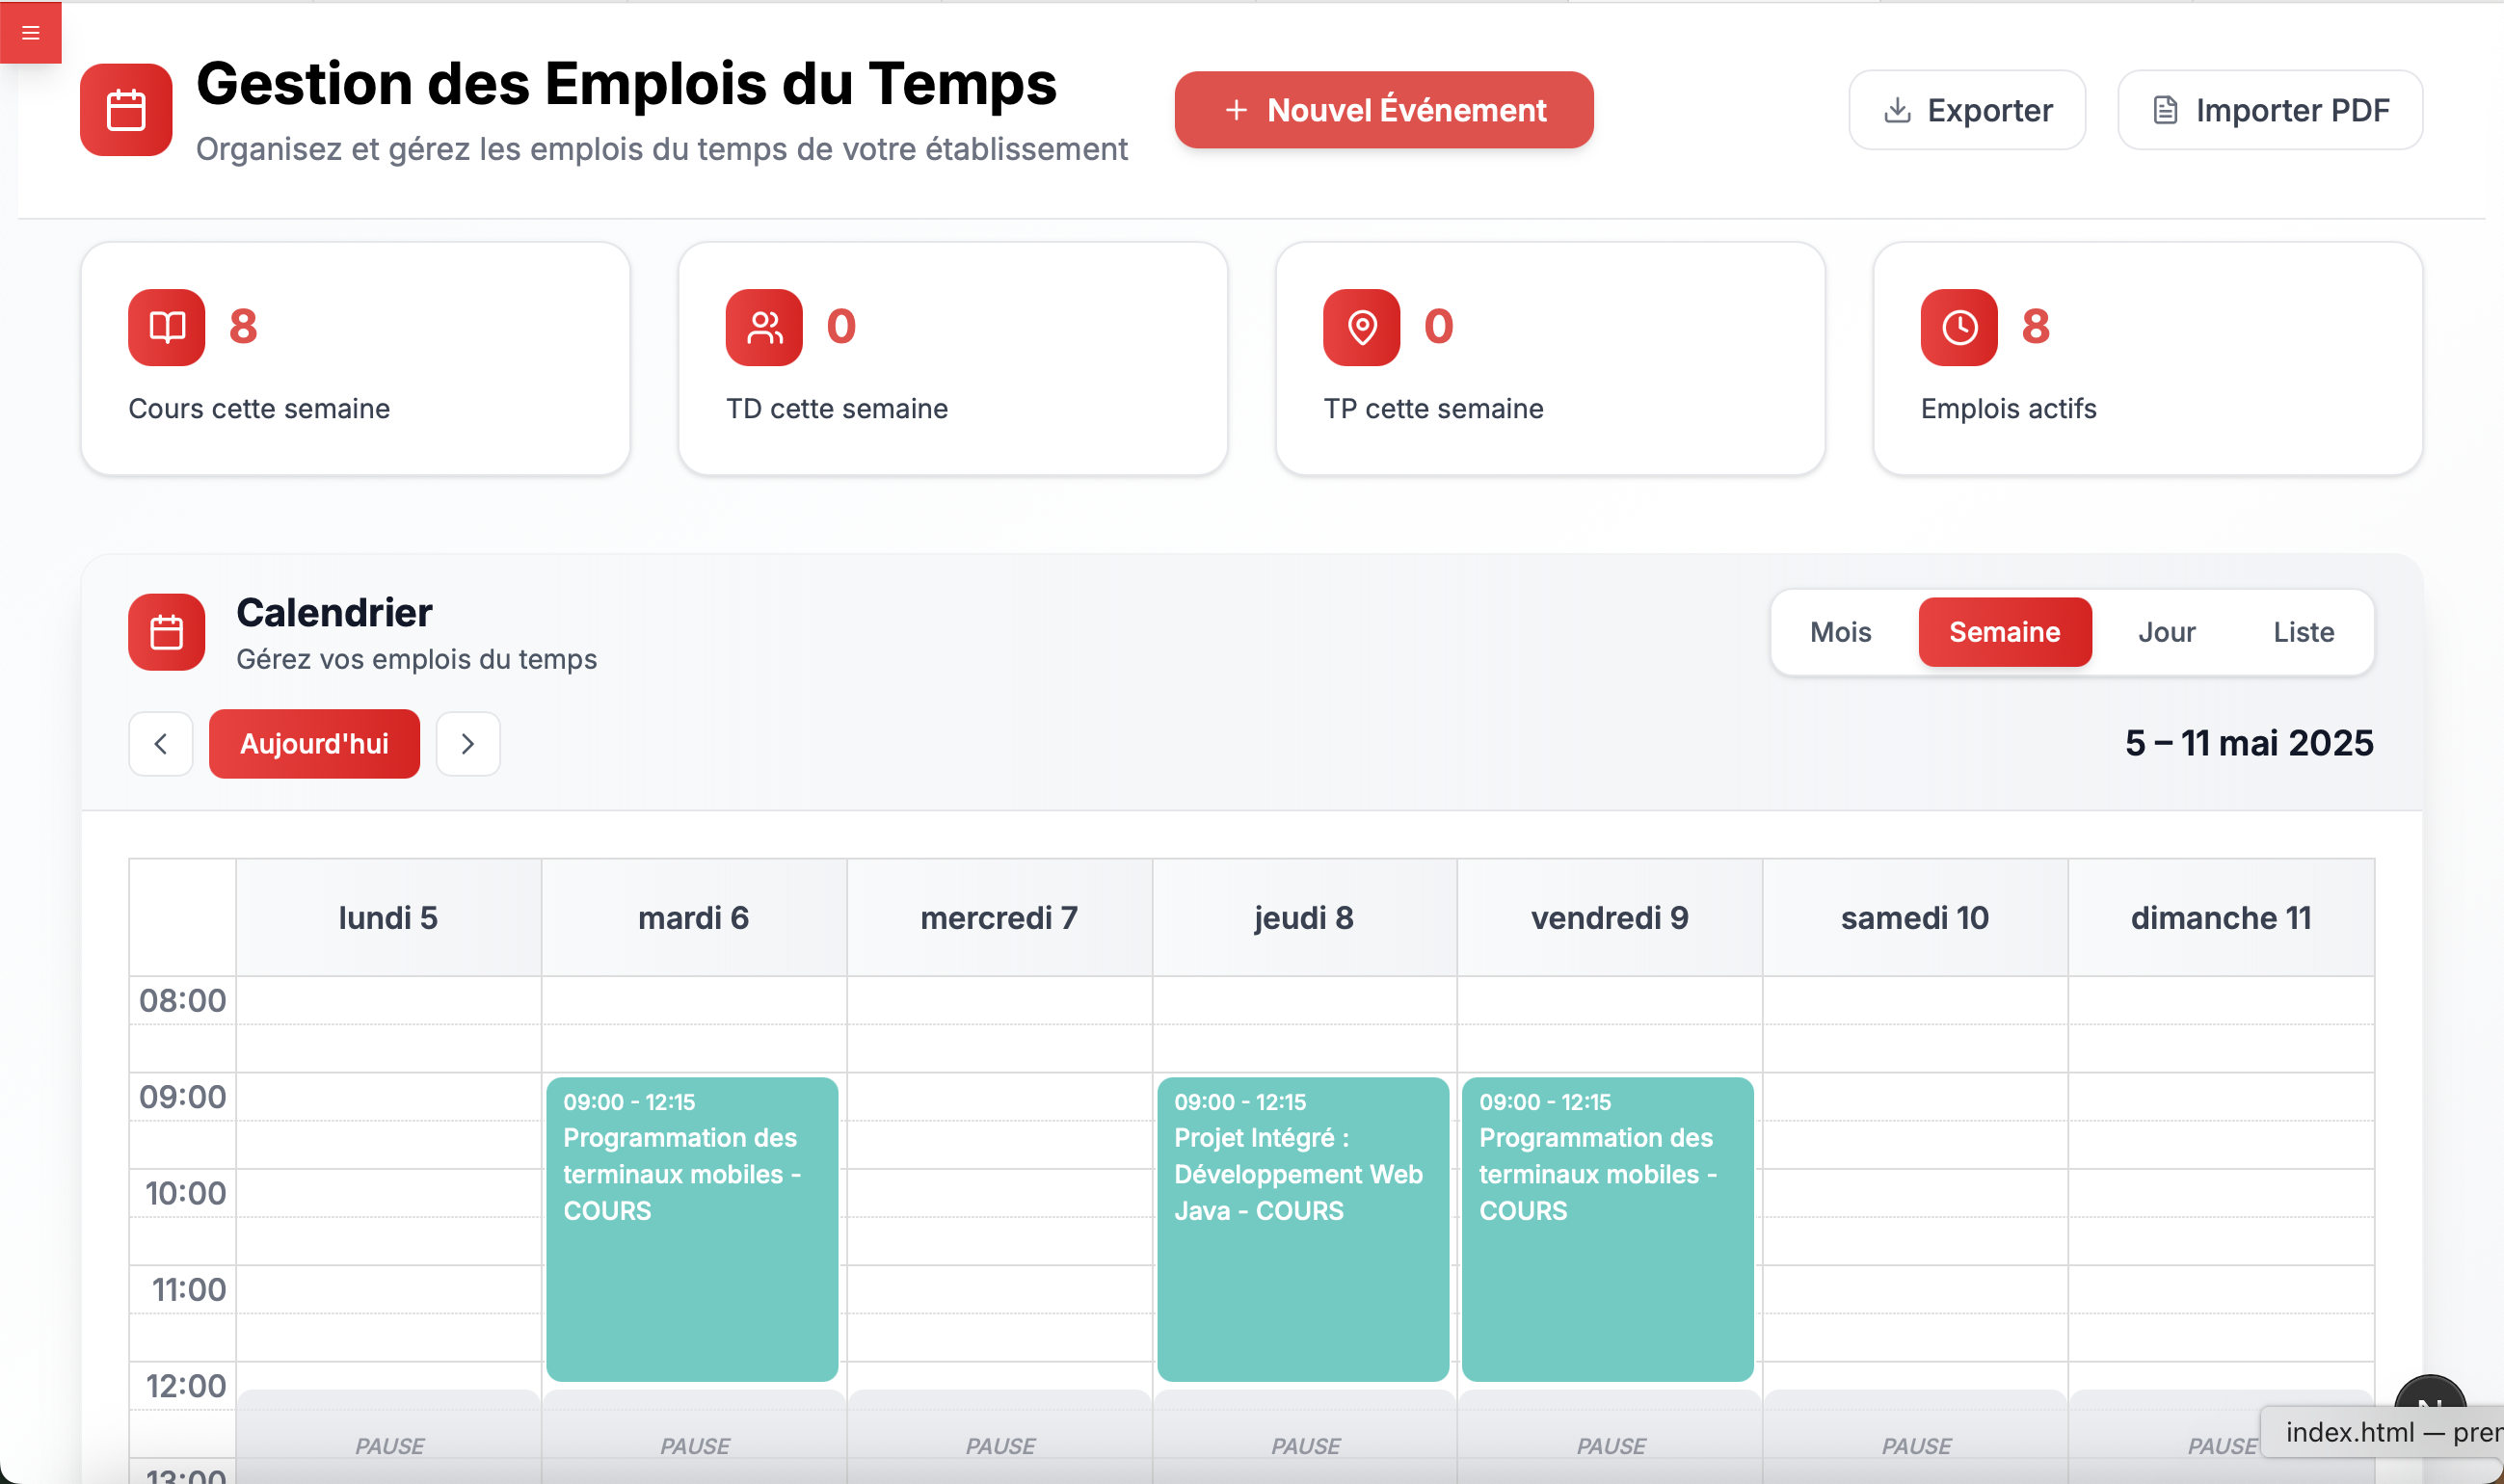 Gestion des Emplois du Temps
Organisez et gérez les emplois du temps de votre établissement
Nouvel Événement
Exporter
Importer PDF
8
Cours cette semaine
0
TD cette semaine
0
TP cette semaine
8
Emplois actifs
Calendrier
Gérez vos emplois du temps
Mois
Semaine
Jour
Liste
Aujourd'hui
5 – 11 mai 2025
lundi 5
mardi 6
mercredi 7
jeudi 8
vendredi 9
samedi 10
dimanche 11
08:00
09:00
09:00 - 12:15
Programmation des
terminaux mobiles -
COURS
09:00 - 12:15
Projet Intégré :
Développement Web
Java - COURS
09:00 - 12:15
Programmation des
terminaux mobiles -
COURS
10:00
11:00
12:00
PAUSE
PAUSE
PAUSE
PAUSE
PAUSE
PAUSE
PAUSE
13:00
index.html —